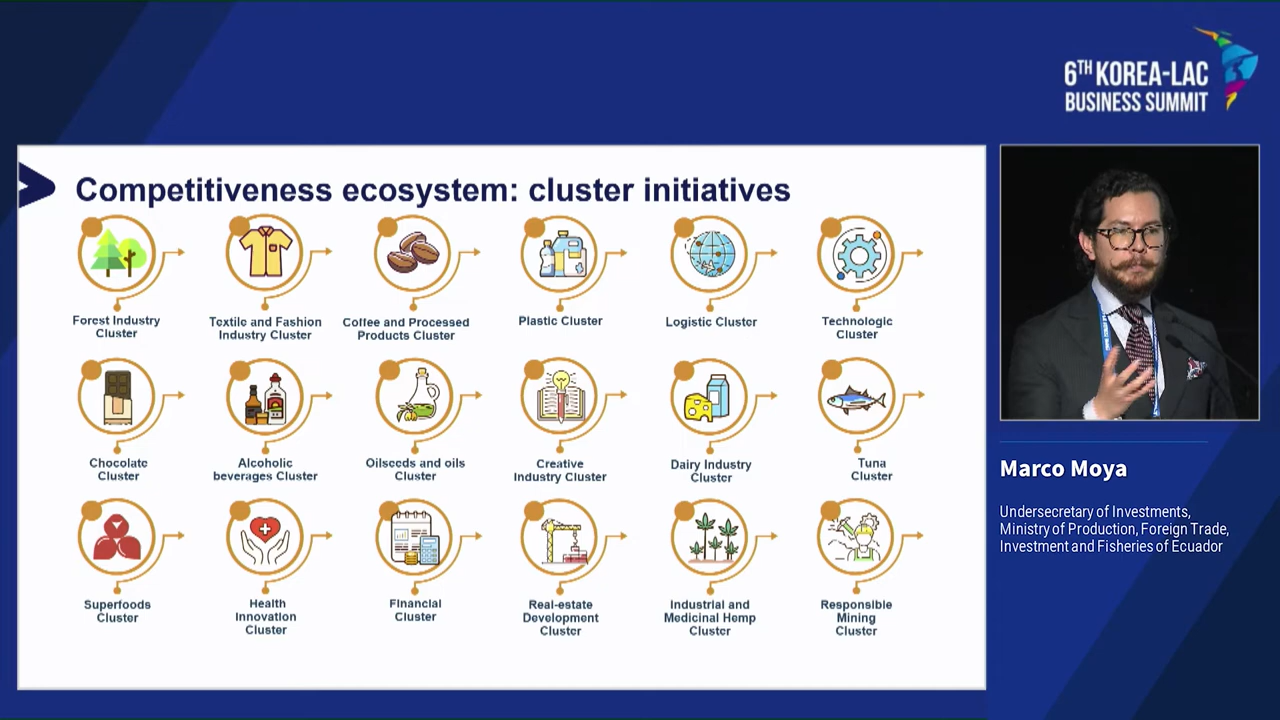 6TH KOREA-LAC
BUSINESS SUMMIT
Competitiveness ecosystem: cluster initiatives
Forest Industry
Cluster
Textile and Fashion
Industry Cluster
Coffee and Processed
Products Cluster
Plastic Cluster
Logistic Cluster
Technologic
Cluster
Chocolate
Cluster
Alcoholic
beverages Cluster
Oilseeds and oils
Cluster
Creative
Industry Cluster
Dairy Industry
Cluster
Tuna
Cluster
Superfoods
Cluster
Health
Innovation
Cluster
Financial
Cluster
Real-estate
Development
Cluster
Industrial and
Medicinal Hemp
Cluster
Responsible
Mining
Cluster
Marco Moya
Undersecretary of Investments,
Ministry of Production, Foreign Trade,
Investment and Fisheries of Ecuador